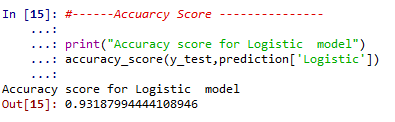 In [15]: #------Accuarcy Score ---------------
...:
...: print("Accuracy score for Logistic  model")
...: accuracy_score(y_test,prediction['Logistic'])
...:
Accuracy score for Logistic  model
Out[15]: 0.93187994444108946